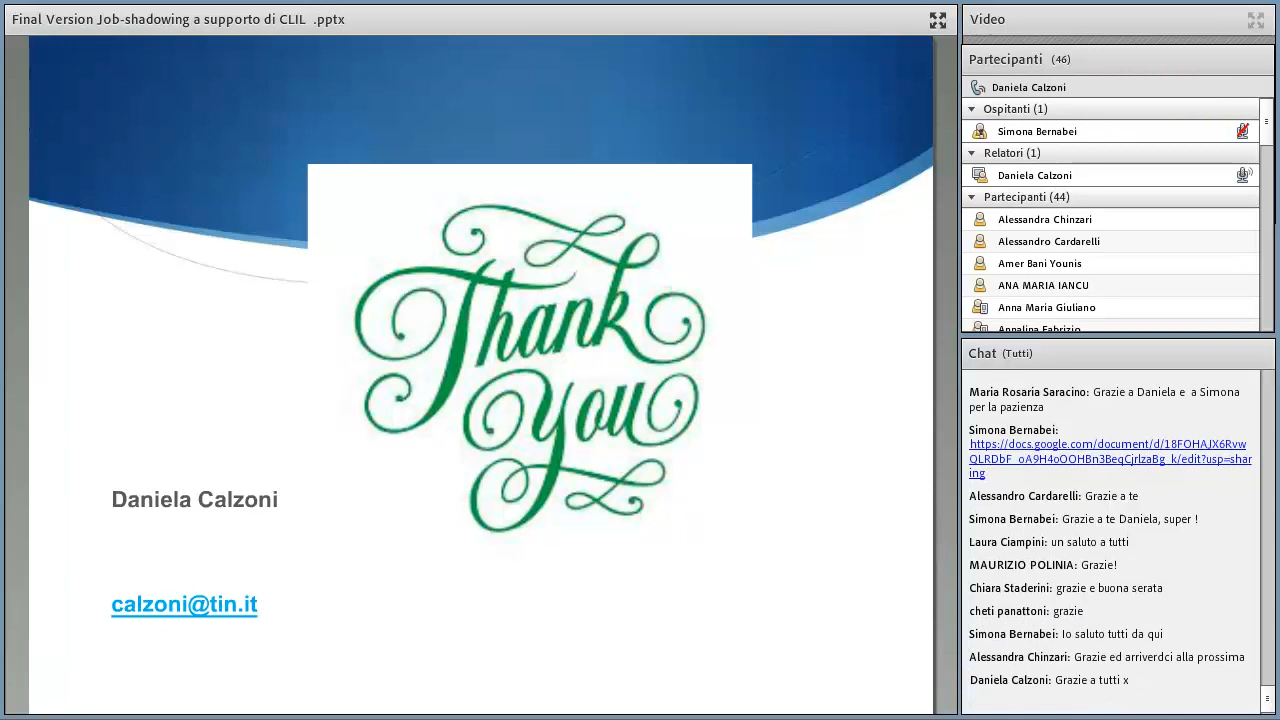 Final Version Job-shadowing a supporto di CLIL .pptx
Thank
You
Daniela Calzoni
calzoni@tin.it
Video
Partecipanti (46)
Daniela Calzoni
Ospitanti (1)
Simona Bernabei
Relatori (1)
Daniela Calzoni
Partecipanti (44)
Alessandra Chinzari
Alessandro Cardarelli
Amer Bani Younis
ANA MARIA IANCU
Anna Maria Giuliano
Annalina Fabrizio
Chat (Tutti)
Maria Rosaria Saracino: Grazie a Daniela e a Simona
per la pazienza
Simona Bernabei:
https://docs.google.com/document/d/18FOHAJX6Rvw
QLRDbF_oA9H4oOOHBn3BeqCjrlzaBg_k/edit?usp=shar
ing
Alessandro Cardarelli: Grazie a te
Simona Bernabei: Grazie a te Daniela, super !
Laura Ciampini: un saluto a tutti
MAURIZIO POLINIA: Grazie!
Chiara Staderini: grazie e buona serata
cheti panattoni: grazie
Simona Bernabei: Io saluto tutti da qui
Alessandra Chinzari: Grazie ed arriverdci alla prossima
Daniela Calzoni: Grazie a tutti x